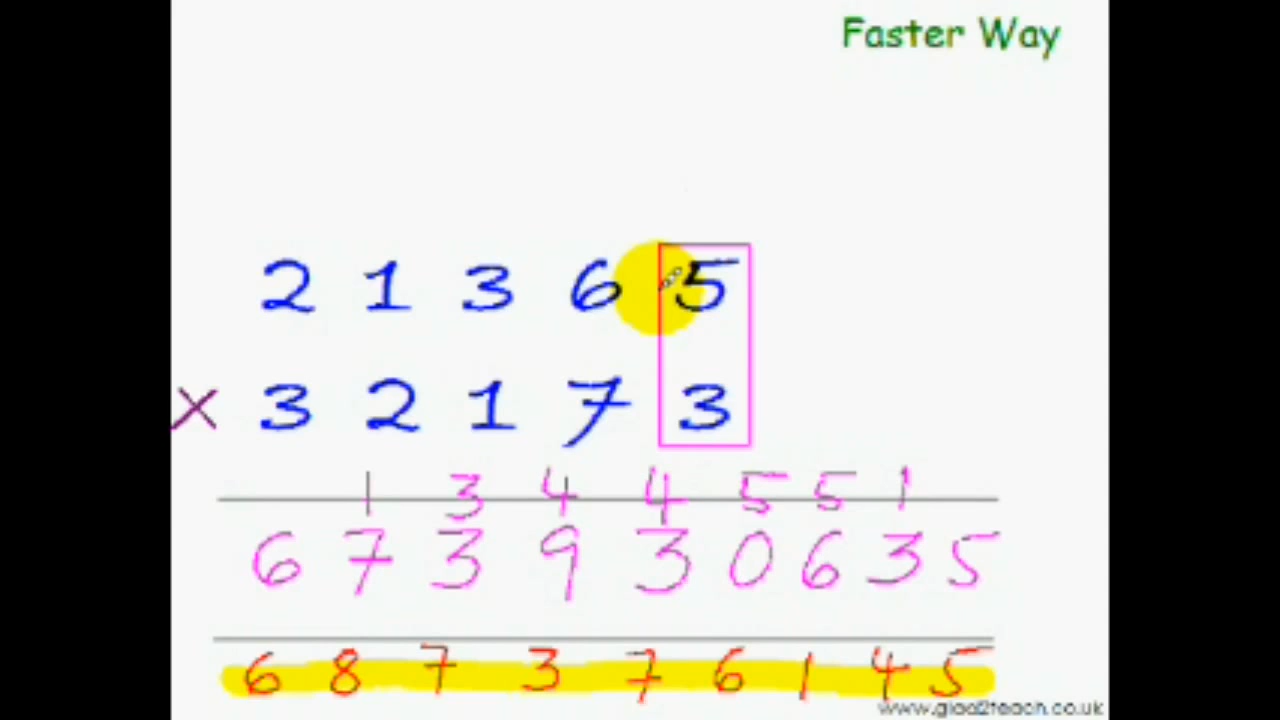 Faster Way
2 1 3 6 5
× 3 2 1 7 3
1 3 4 4 5 5 1
6 7 3 9 3 0 6 3 5
6 8 7 3 7 6 1 4 5
www.glad2teach.co.uk